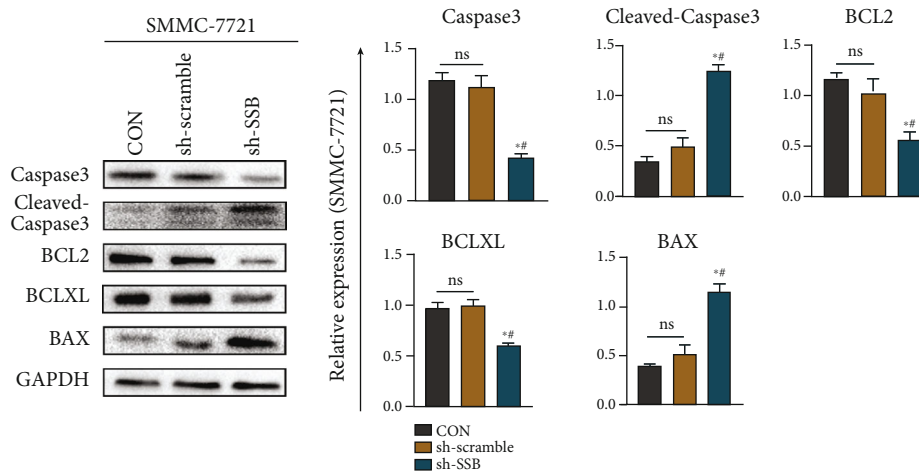 SMMC-7721
CON
sh-scramble
sh-SSB
Caspase3
Cleaved-
Caspase3
BCL2
BCLXL
BAX
GAPDH
Relative expression (SMMC-7721)
Caspase3
1.5
1.0
0.5
0.0
ns
*#
Cleaved-Caspase3
1.5
1.0
0.5
0.0
ns
*#
BCL2
1.5
1.0
0.5
0.0
ns
*#
BCLXL
1.5
1.0
0.5
0.0
ns
*#
BAX
1.5
1.0
0.5
0.0
ns
*#
CON
sh-scramble
sh-SSB